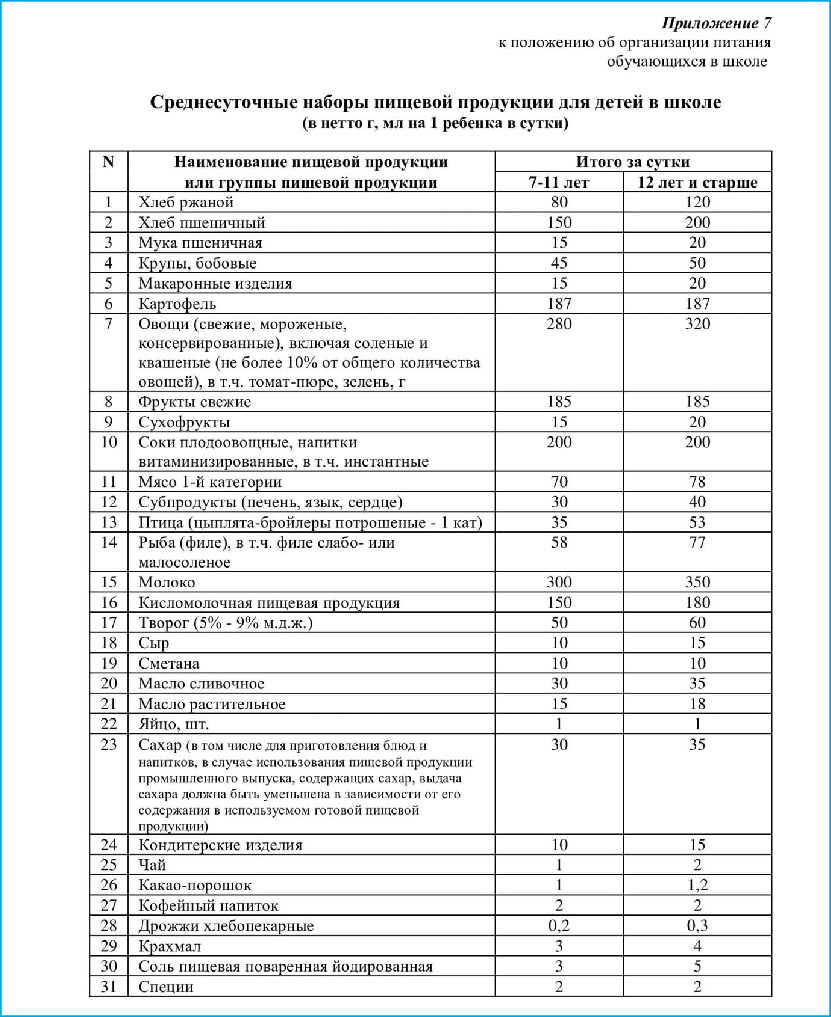 Приложение 7
к положению об организации питания
обучающихся в школе
Среднесуточные наборы пищевой продукции для детей в школе
(в нетто г, мл на 1 ребенка в сутки)
N Наименование пищевой продукции Итого за сутки
или группы пищевой продукции 7-11 лет 12 лет и старше
1 Хлеб ржаной 80 120
2 Хлеб пшеничный 150 200
3 Мука пшеничная 15 20
4 Крупы, бобовые 45 50
5 Макаронные изделия 15 20
6 Картофель 187 187
7 Овощи (свежие, мороженые, 280 320
консервированные), включая соленые и
квашеные (не более 10% от общего количества
овощей), в т.ч. томат-пюре, зелень, г
8 Фрукты свежие 185 185
9 Сухофрукты 15 20
10 Соки плодоовощные, напитки 200 200
витаминизированные, в т.ч. инстантные
11 Мясо 1-й категории 70 78
12 Субпродукты (печень, язык, сердце) 30 40
13 Птица (цыплята-бройлеры потрошеные - 1 кат) 35 53
14 Рыба (филе), в т.ч. филе слабо- или 58 77
малосоленое
15 Молоко 300 350
16 Кисломолочная пищевая продукция 150 180
17 Творог (5% - 9% м.д.ж.) 50 60
18 Сыр 10 15
19 Сметана 10 10
20 Масло сливочное 30 35
21 Масло растительное 15 18
22 Яйцо, шт. 1 1
23 Сахар (в том числе для приготовления блюд и 30 35
напитков, в случае использования пищевой продукции
промышленного выпуска, содержащих сахар, выдача
сахара должна быть уменьшена в зависимости от его
содержания в используемом готовой пищевой
продукции)
24 Кондитерские изделия 10 15
25 Чай 1 2
26 Какао-порошок 1 1,2
27 Кофейный напиток 2 2
28 Дрожжи хлебопекарные 0,2 0,3
29 Крахмал 3 4
30 Соль пищевая поваренная йодированная 3 5
31 Специи 2 2